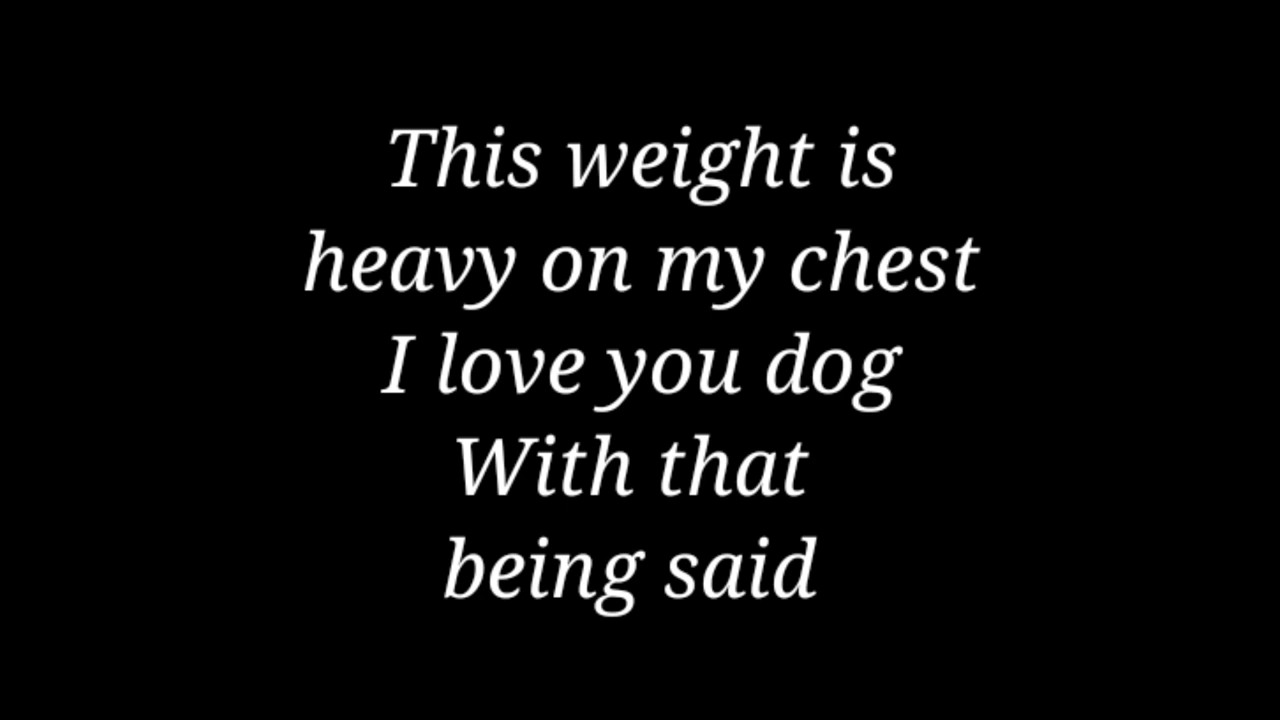 This weight is
heavy on my chest
I love you dog
With that
being said